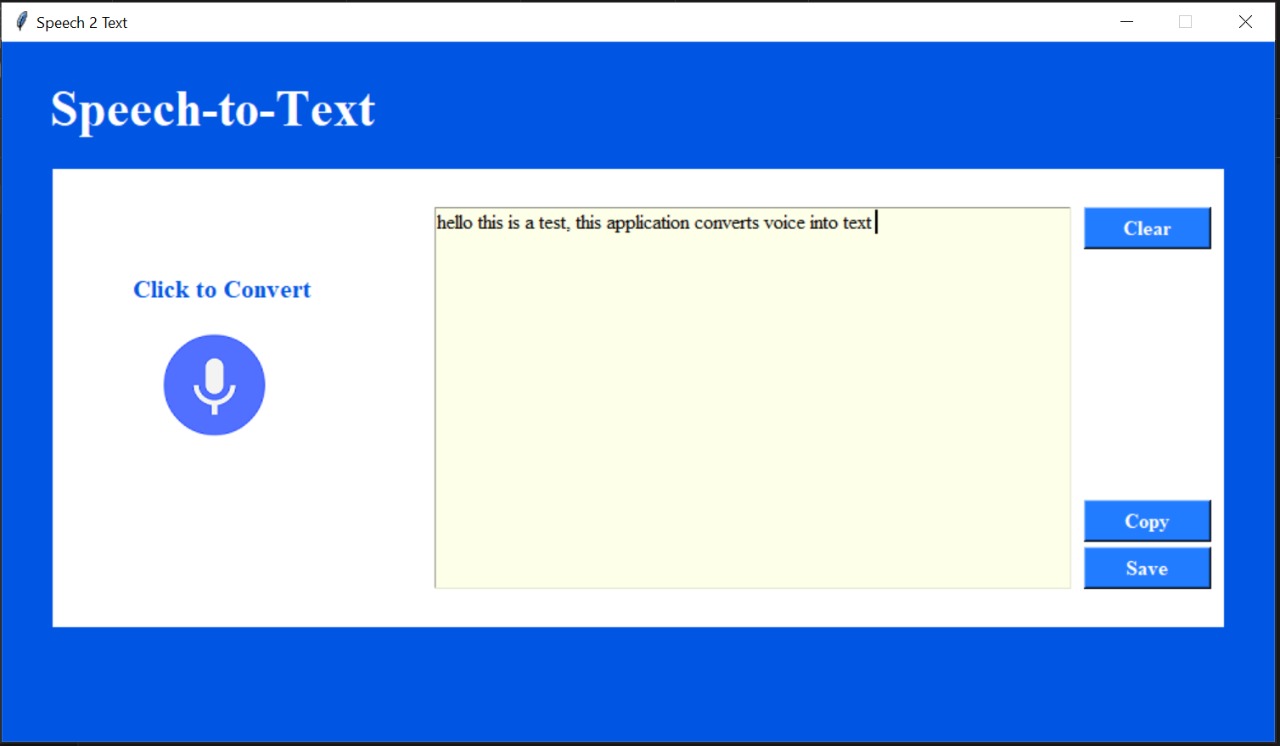 Speech 2 Text
Speech-to-Text
hello this is a test, this application converts voice into text
Clear
Click to Convert
Copy
Save